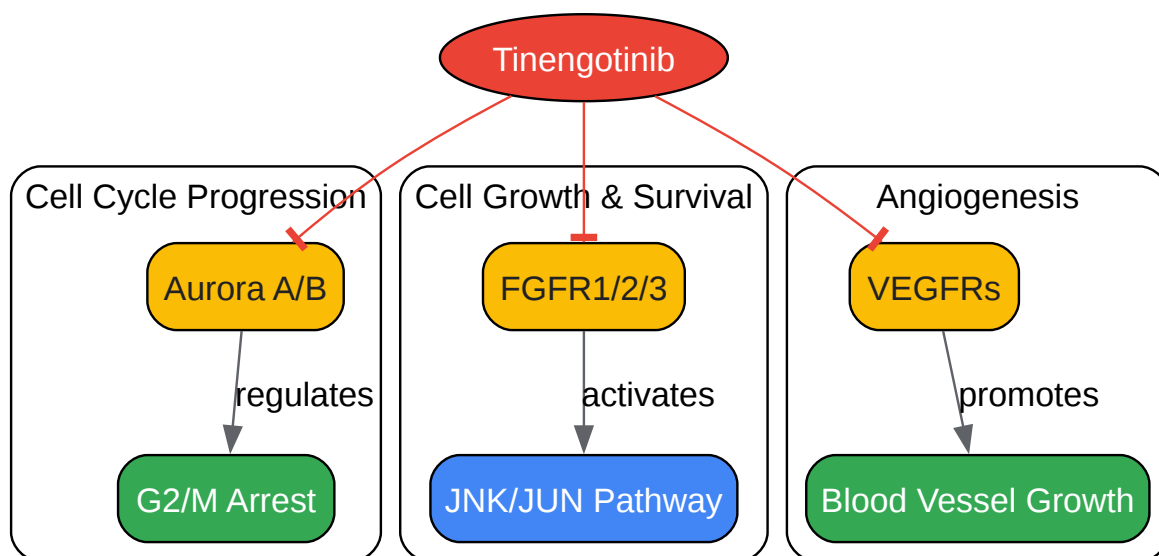 Tinengotinib
Cell Cycle Progression
Cell Growth & Survival
Angiogenesis
Aurora A/B
FGFR1/2/3
VEGFRs
regulates
activates
promotes
G2/M Arrest
JNK/JUN Pathway
Blood Vessel Growth